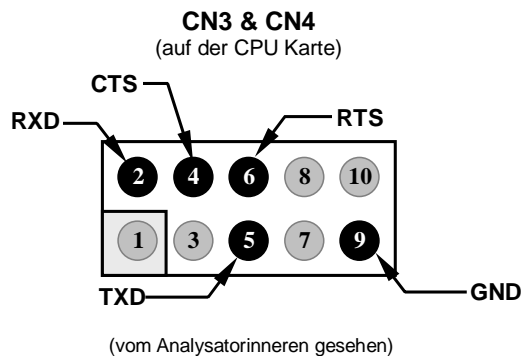 CN3 & CN4
(auf der CPU Karte)
CTS
RXD
RTS
2 4 6 8 10
1 3 5 7 9
TXD
GND
(vom Analysatorinneren gesehen)